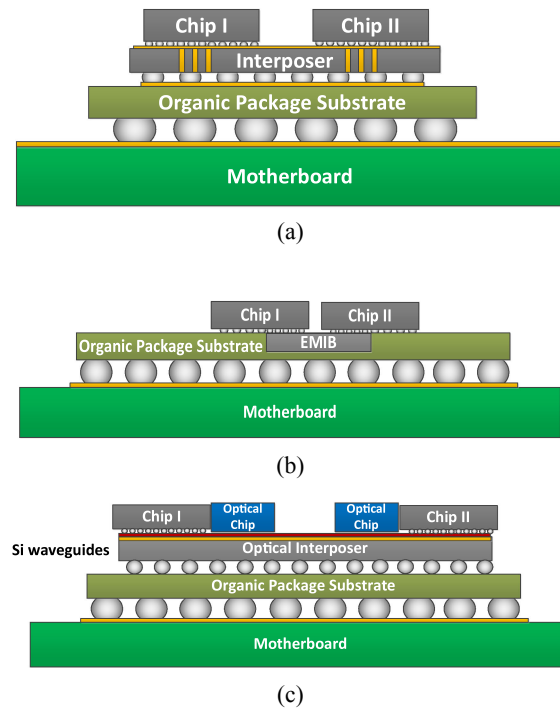 Chip I
Chip II
Interposer
Organic Package Substrate
Motherboard
(a)
Chip I
Chip II
Organic Package Substrate
EMIB
Motherboard
(b)
Chip I
Optical
Chip
Optical
Chip
Chip II
Si waveguides
Optical Interposer
Organic Package Substrate
Motherboard
(c)